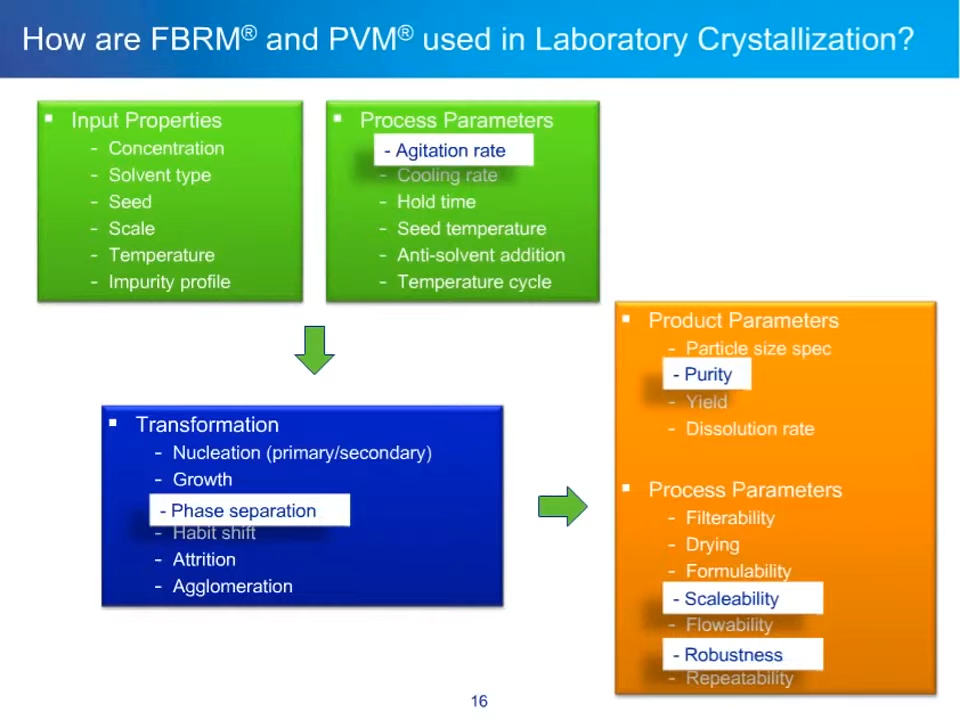 How are FBRM® and PVM® used in Laboratory Crystallization?
▪ Input Properties
- Concentration
- Solvent type
- Seed
- Scale
- Temperature
- Impurity profile
▪ Process Parameters
- Agitation rate
- Cooling rate
- Hold time
- Seed temperature
- Anti-solvent addition
- Temperature cycle
▪ Transformation
- Nucleation (primary/secondary)
- Growth
- Phase separation
- Habit shift
- Attrition
- Agglomeration
▪ Product Parameters
- Particle size spec
- Purity
- Yield
- Dissolution rate
▪ Process Parameters
- Filterability
- Drying
- Formulability
- Scaleability
- Flowability
- Robustness
- Repeatability
16